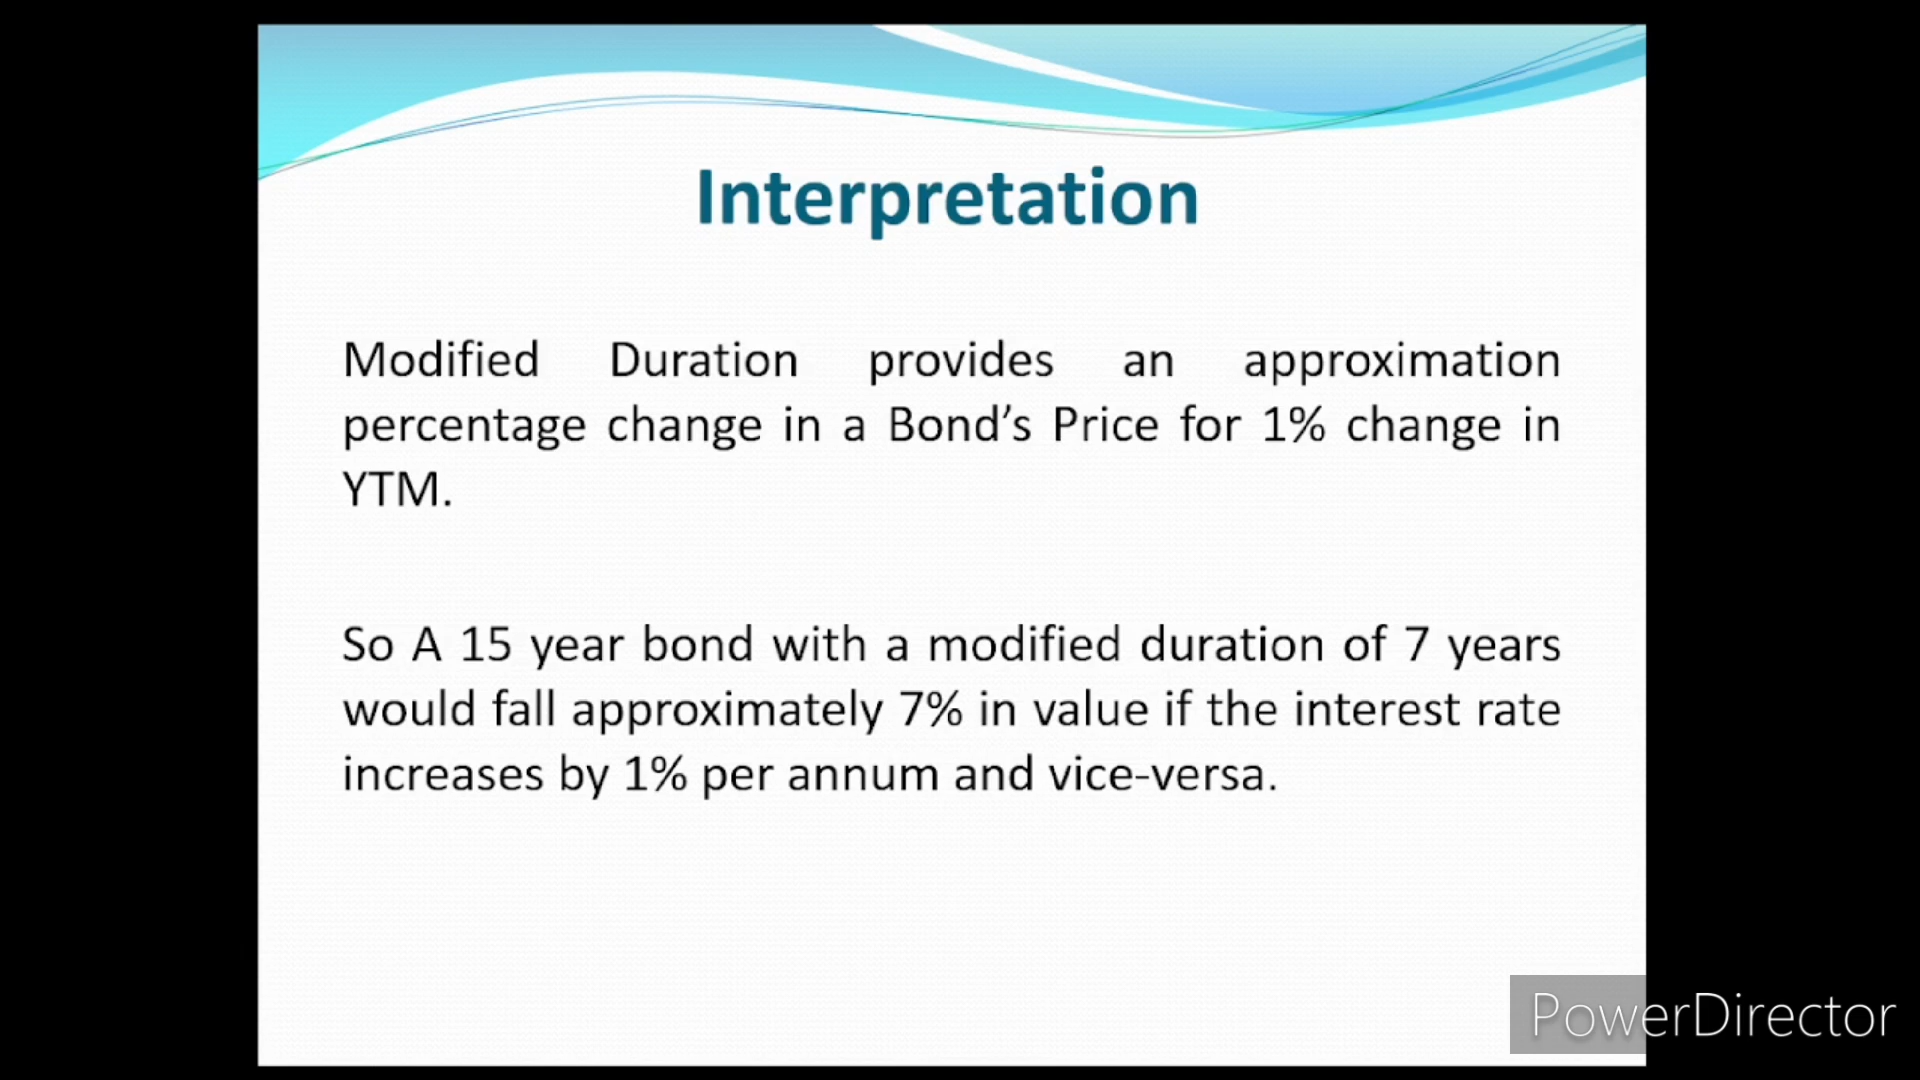 Interpretation
Modified Duration provides an approximation
percentage change in a Bond’s Price for 1% change in
YTM.
So A 15 year bond with a modified duration of 7 years
would fall approximately 7% in value if the interest rate
increases by 1% per annum and vice-versa.
PowerDirector